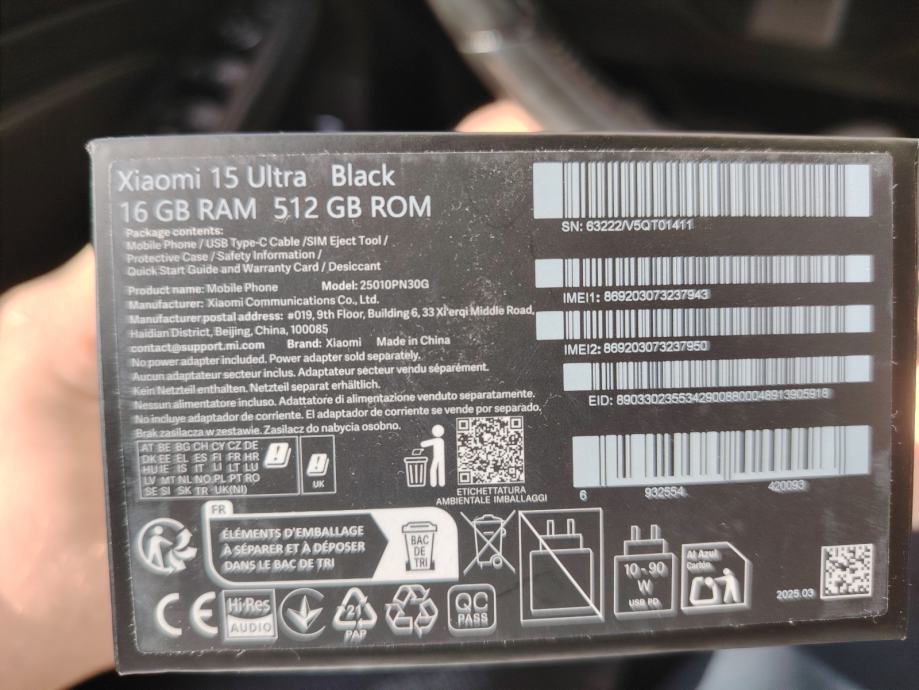 Xiaomi 15 Ultra Black
16 GB RAM 512 GB ROM
Package contents:
Mobile Phone / USB Type-C Cable /SIM Eject Tool /
Protective Case / Safety Information /
Quick Start Guide and Warranty Card / Desiccant
Product name: Mobile Phone Model: 25010PN30G
Manufacturer: Xiaomi Communications Co., Ltd.
Manufacturer postal address: #019, 9th Floor, Building 6, 33 Xi'erqi Middle Road,
Haidian District, Beijing, China, 100085
contact@support.mi.com Brand: Xiaomi Made in China
No power adapter included. Power adapter sold separately.
Aucun adaptateur secteur inclus. Adaptateur secteur vendu séparément.
Kein Netzteil enthalten. Netzteil separat erhältlich.
Nessun alimentatore incluso. Adattatore di alimentazione venduto separatamente.
No incluye adaptador de corriente. El adaptador de corriente se vende por separado.
Brak zasilacza w zestawie. Zasilacz do nabycia osobno.
AT BE BG CH CY CZ DE
DK EE EL ES FI FR HR
HU IE IS IT LI LT LU
LV MT NL NO PL PT RO
SE SI SK TR UK(NI)
UK
SN: 63222/V5QT01411
IMEI1: 869203073237943
IMEI2: 869203073237950
EID: 89033023553429008800048913905918
6 932554 420093
ETICHETTATURA
AMBIENTALE IMBALLAGGI
FR
ÉLÉMENTS D'EMBALLAGE
À SÉPARER ET À DÉPOSER
DANS LE BAC DE TRI
BAC
DE
TRI
10 - 90
W
USB PD
Al Azul
Cartón
2025.03
CE
Hi-Res
AUDIO
21
PAP
QC
PASS